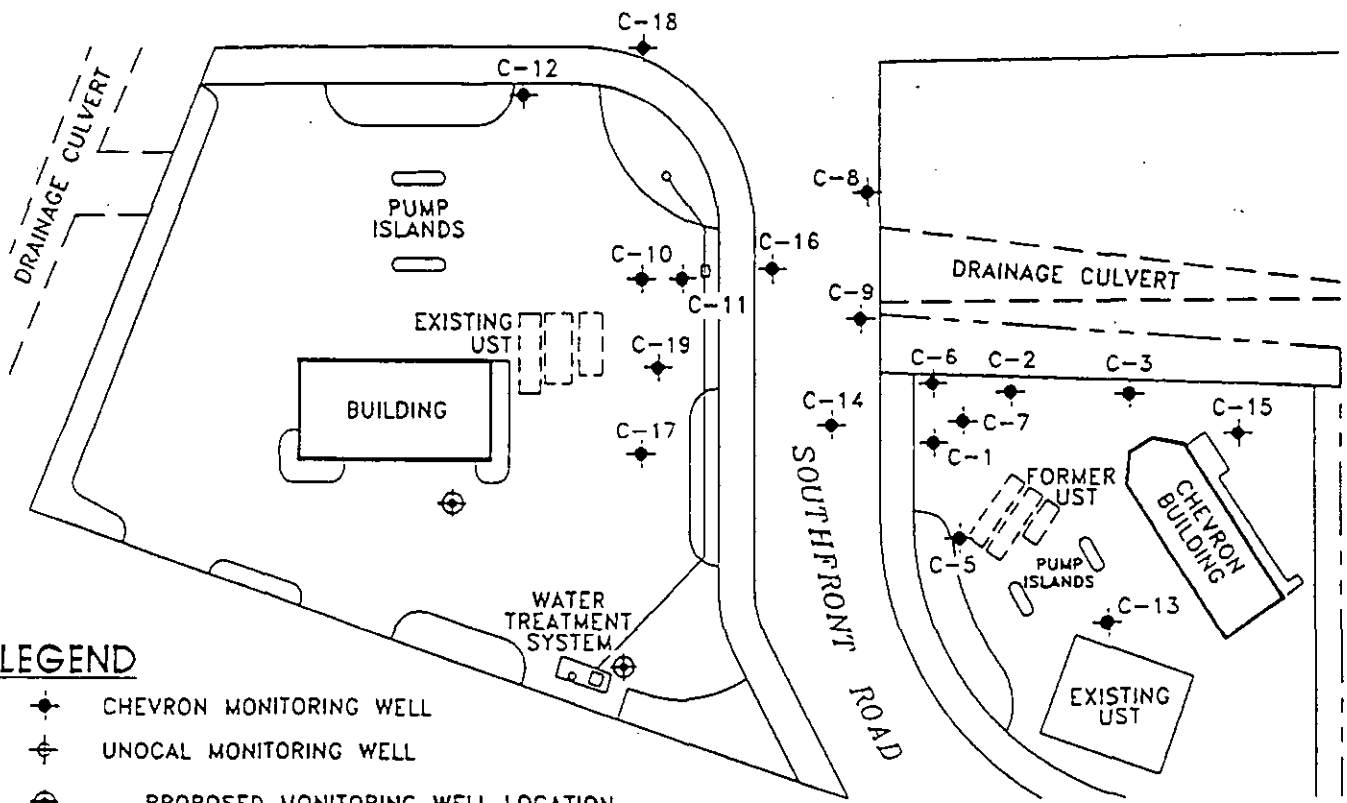 C-18
C-12
DRAINAGE CULVERT
C-8
PUMP
ISLANDS
C-10
C-16
DRAINAGE CULVERT
C-11
C-9
EXISTING
UST
C-19
C-6
C-2
C-3
BUILDING
C-14
C-15
C-7
C-17
C-1
SOUTHFRONT ROAD
FORMER
UST
CHEVRON
BUILDING
C-5
PUMP
ISLANDS
WATER
TREATMENT
SYSTEM
C-13
LEGEND
EXISTING
UST
CHEVRON MONITORING WELL
UNOCAL MONITORING WELL
PROPOSED MONITORING WELL LOCATION